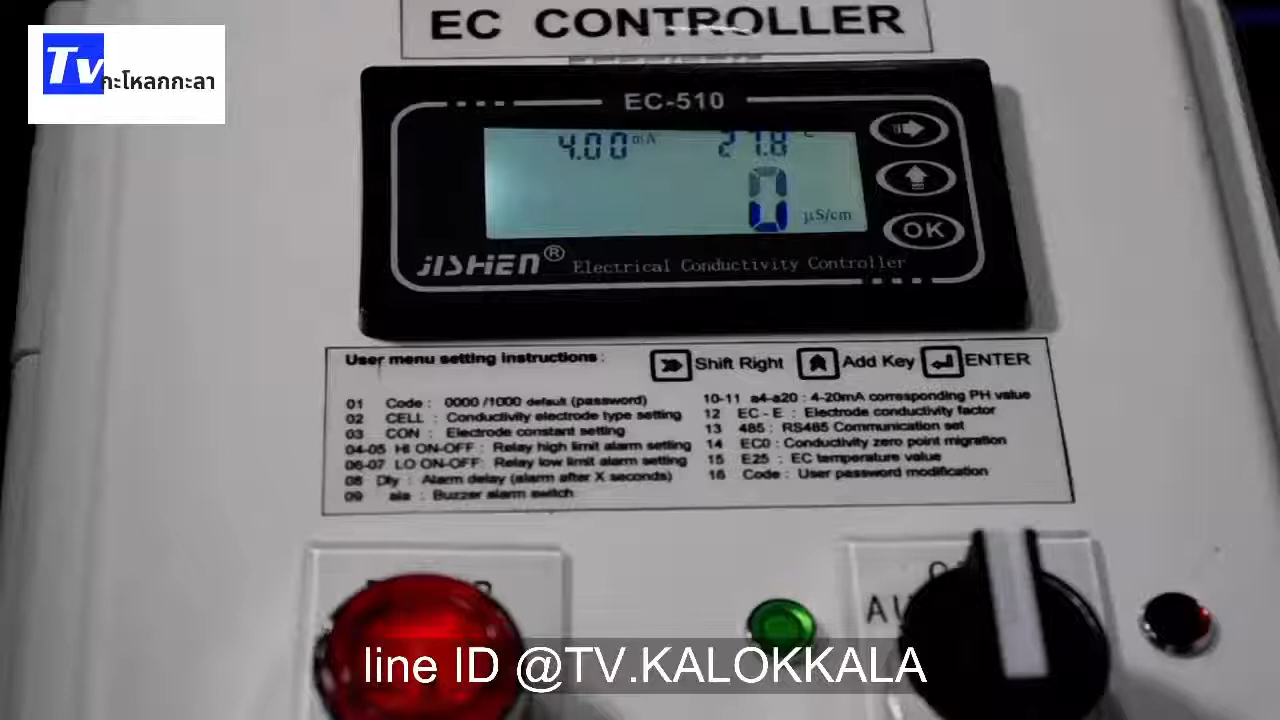 EC CONTROLLER
Tv กะโหลกกะลา
EC-510
4.00 mA 27.8 °C
0 µS/cm
JISHEN® Electrical Conductivity Controller
OK
User menu setting instructions : Shift Right Add Key ENTER
01 Code : 0000 /1000 default (password)
02 CELL : Conductivity electrode type setting
03 CON : Electrode constant setting
04-05 HI ON-OFF : Relay high limit alarm setting
06-07 LO ON-OFF: Relay low limit alarm setting
08 Dly : Alarm delay (alarm after X seconds)
09 ala : Buzzer alarm switch
10-11 a4-a20 : 4-20mA corresponding PH value
12 EC - E : Electrode conductivity factor
13 485 : RS485 Communication set
14 EC0 : Conductivity zero point migration
15 E25 : EC temperature value
16 Code : User password modification
line ID @TV.KALOKKALA